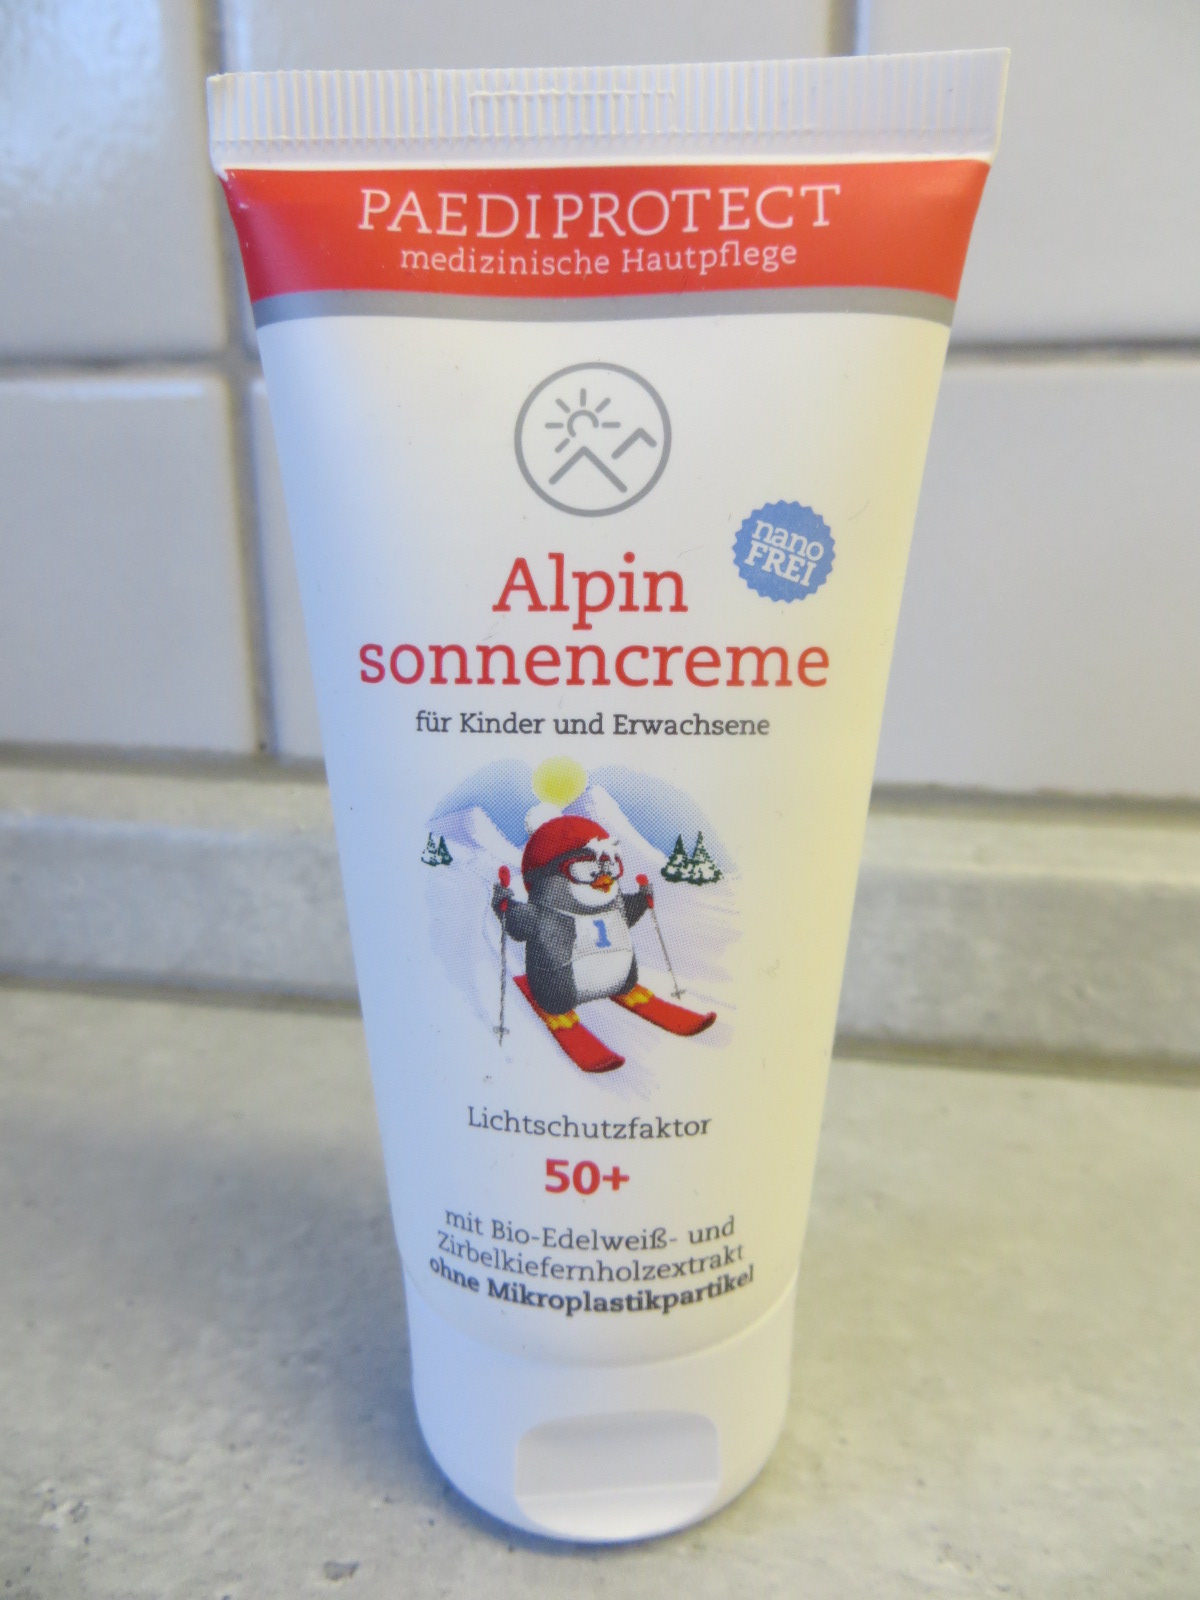 PAEDIPROTECT
medizinische Hautpflege
nano
FREI
Alpin
sonnencreme
für Kinder und Erwachsene
1
Lichtschutzfaktor
50+
mit Bio-Edelweiß- und
Zirbelkiefernholzextrakt
ohne Mikroplastikpartikel